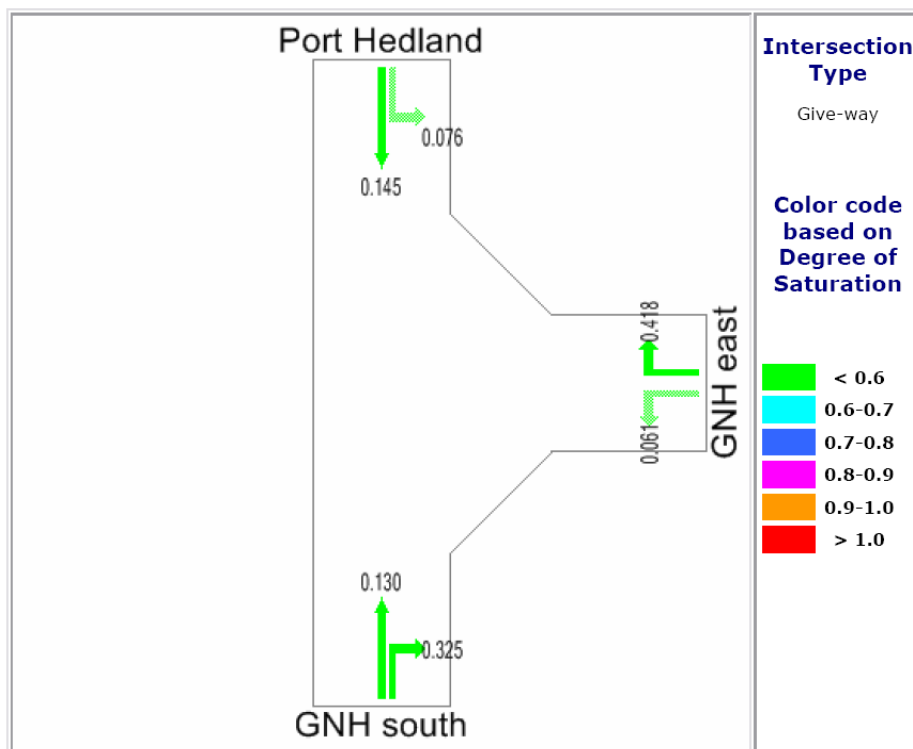 Port Hedland
0.076
0.145
0.418
GNH east
0.061
0.130
0.325
GNH south
Intersection
Type
Give-way
Color code
based on
Degree of
Saturation
< 0.6
0.6-0.7
0.7-0.8
0.8-0.9
0.9-1.0
> 1.0